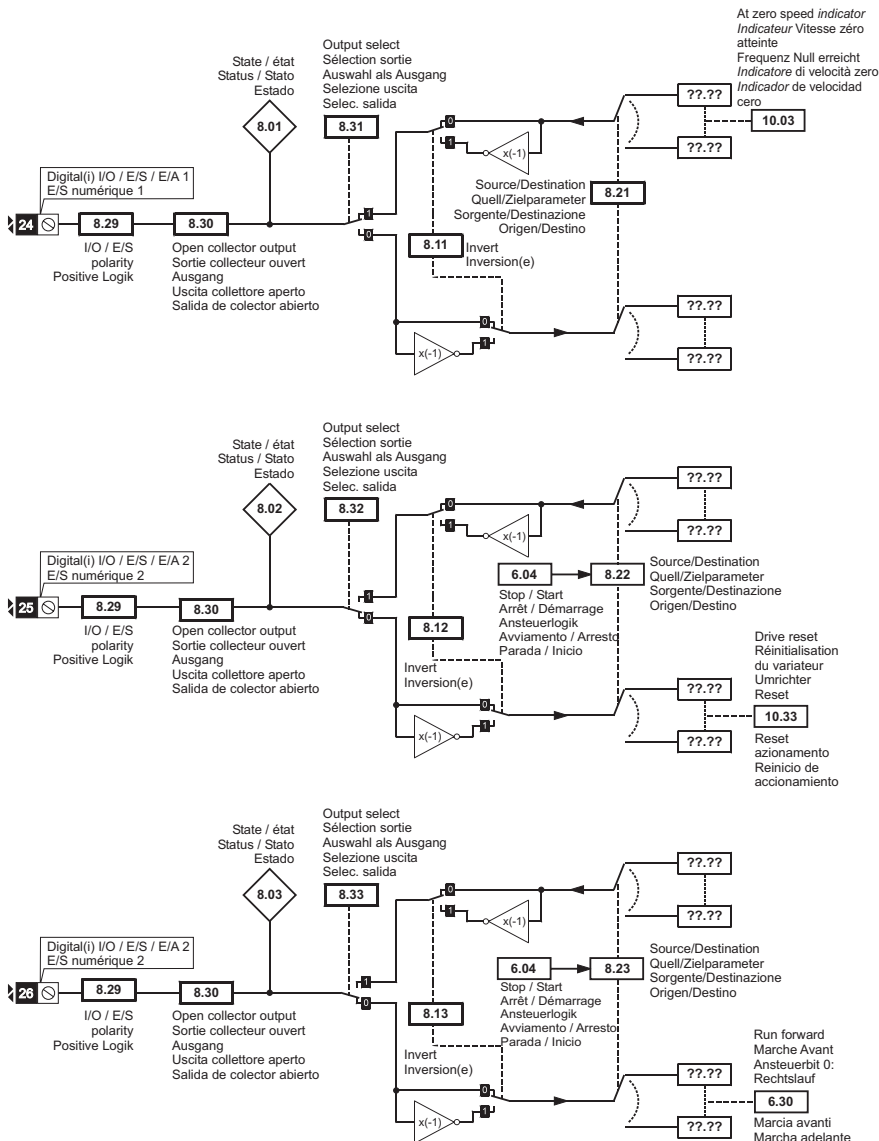 At zero speed indicator
Indicateur Vitesse zéro
atteinte
Frequenz Null erreicht
Indicatore di velocità zero
Indicador de velocidad
cero
??.??
10.03
??.??
State / état
Status / Stato
Estado
8.01
Output select
Sélection sortie
Auswahl als Ausgang
Selezione uscita
Selec. salida
8.31
0
1
x(-1)
Source/Destination
Quell/Zielparameter
Sorgente/Destinazione
Origen/Destino
8.21
Digital(i) I/O / E/S / E/A 1
E/S numérique 1
24
8.29
8.30
1
0
I/O / E/S
polarity
Positive Logik
Open collector output
Sortie collecteur ouvert
Ausgang
Uscita collettore aperto
Salida de colector abierto
8.11
Invert
Inversion(e)
0
1
x(-1)
??.??
??.??
State / état
Status / Stato
Estado
8.02
Output select
Sélection sortie
Auswahl als Ausgang
Selezione uscita
Selec. salida
8.32
0
1
x(-1)
??.??
??.??
Digital(i) I/O / E/S / E/A 2
E/S numérique 2
25
8.29
8.30
1
0
I/O / E/S
polarity
Positive Logik
Open collector output
Sortie collecteur ouvert
Ausgang
Uscita collettore aperto
Salida de colector abierto
6.04
8.22
Stop / Start
Arrêt / Démarrage
Ansteuerlogik
Avviamento / Arresto
Parada / Inicio
Source/Destination
Quell/Zielparameter
Sorgente/Destinazione
Origen/Destino
8.12
Invert
Inversion(e)
0
1
x(-1)
Drive reset
Réinitialisation
du variateur
Umrichter
Reset
??.??
10.33
??.??
Reset
azionamento
Reinicio de
accionamiento
State / état
Status / Stato
Estado
8.03
Output select
Sélection sortie
Auswahl als Ausgang
Selezione uscita
Selec. salida
8.33
0
1
x(-1)
??.??
??.??
Digital(i) I/O / E/S / E/A 2
E/S numérique 2
26
8.29
8.30
1
0
I/O / E/S
polarity
Positive Logik
Open collector output
Sortie collecteur ouvert
Ausgang
Uscita collettore aperto
Salida de colector abierto
6.04
8.23
Stop / Start
Arrêt / Démarrage
Ansteuerlogik
Avviamento / Arresto
Parada / Inicio
Source/Destination
Quell/Zielparameter
Sorgente/Destinazione
Origen/Destino
8.13
Invert
Inversion(e)
0
1
x(-1)
Run forward
Marche Avant
Ansteuerbit 0:
Rechtslauf
??.??
6.30
??.??
Marcia avanti
Marcha adelante